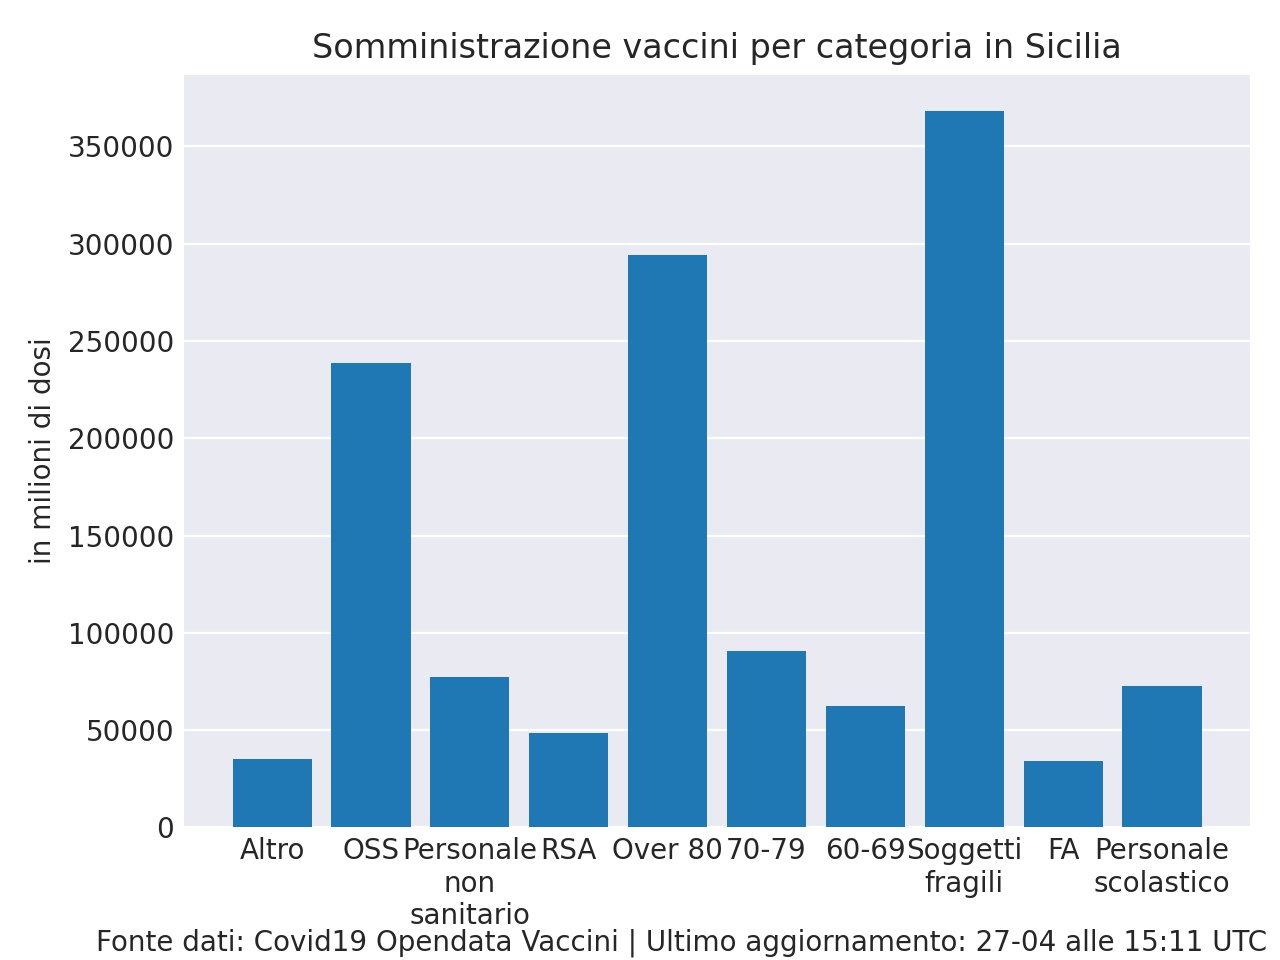 Somministrazione vaccini per categoria in Sicilia
in milioni di dosi
350000
300000
250000
200000
150000
100000
50000
0
Altro
OSS
Personale
non
sanitario
RSA
Over 80
70-79
60-69
Soggetti
fragili
FA
Personale
scolastico
Fonte dati: Covid19 Opendata Vaccini | Ultimo aggiornamento: 27-04 alle 15:11 UTC